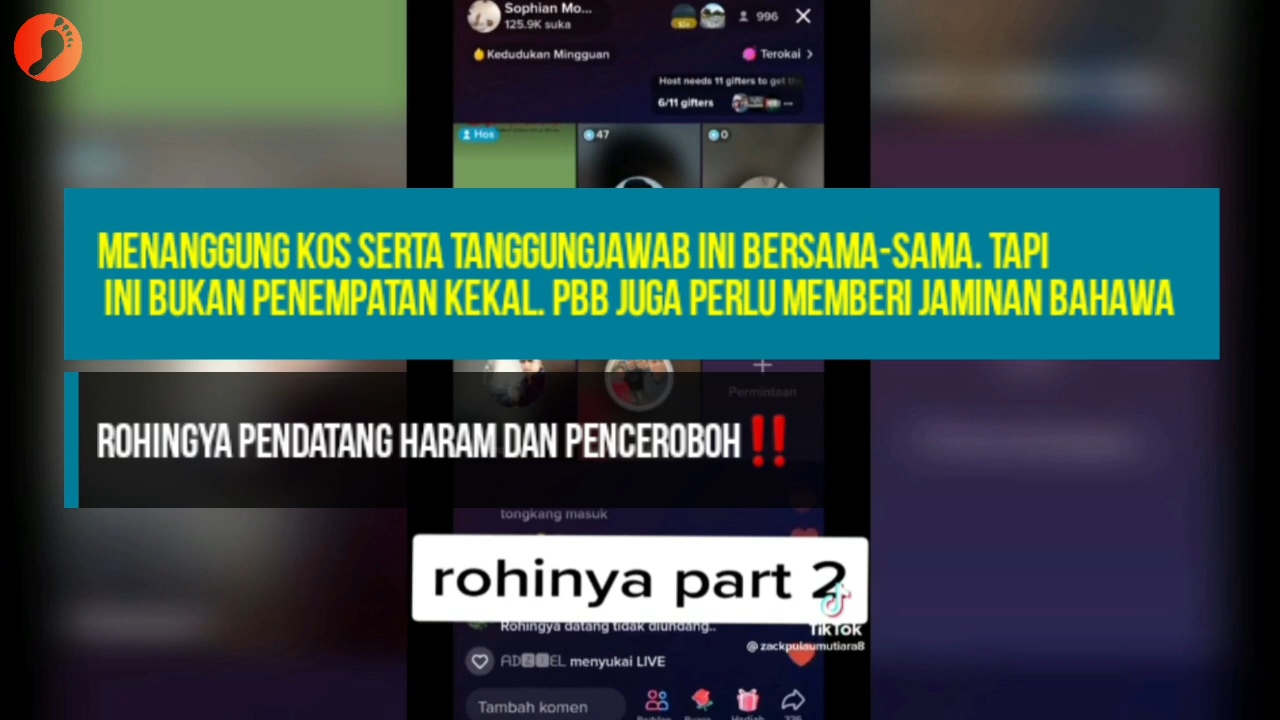 Sophian Mo...
125.9K suka
996
Kedudukan Mingguan
Terokai >
Host needs 11 gifters to get
6/11 gifters
Hos
47
0
MENANGGUNG KOS SERTA TANGGUNGJAWAB INI BERSAMA-SAMA. TAPI
INI BUKAN PENEMPATAN KEKAL. PBB JUGA PERLU MEMBERI JAMINAN BAHAWA
Permintaan
ROHINGYA PENDATANG HARAM DAN PENCEROBOH‼️
tongkang masuk
rohinya part 2
Rohingya datang tidak diundang..
TikTok
@zackpulaumutiara8
ADZIEL menyukai LIVE
Tambah komen